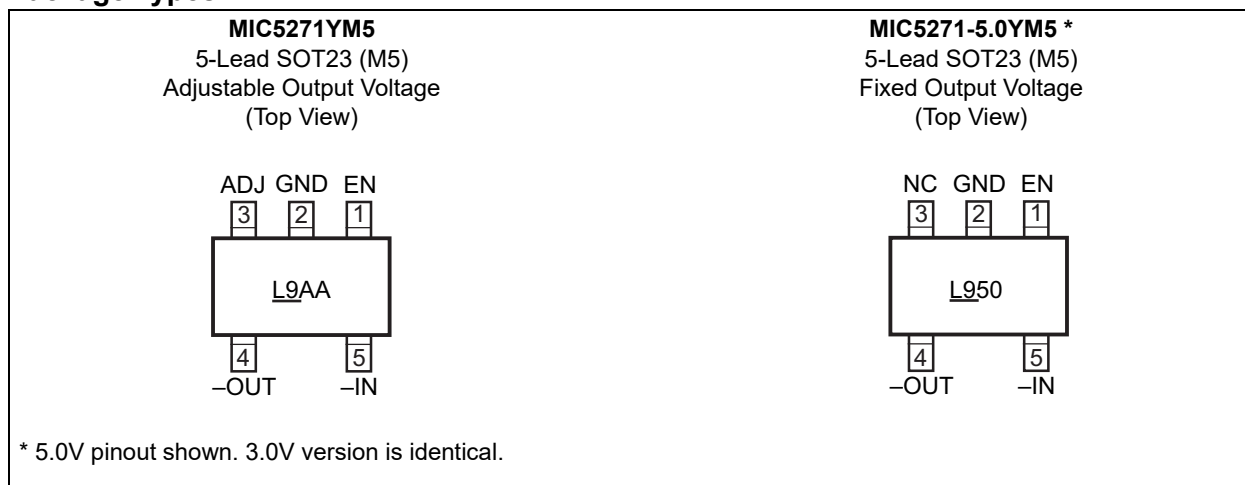 MIC5271YM5
5-Lead SOT23 (M5)
Adjustable Output Voltage
(Top View)
ADJ GND EN
3 2 1
L9AA
4 5
–OUT –IN
MIC5271-5.0YM5 *
5-Lead SOT23 (M5)
Fixed Output Voltage
(Top View)
NC GND EN
3 2 1
L950
4 5
–OUT –IN
* 5.0V pinout shown. 3.0V version is identical.